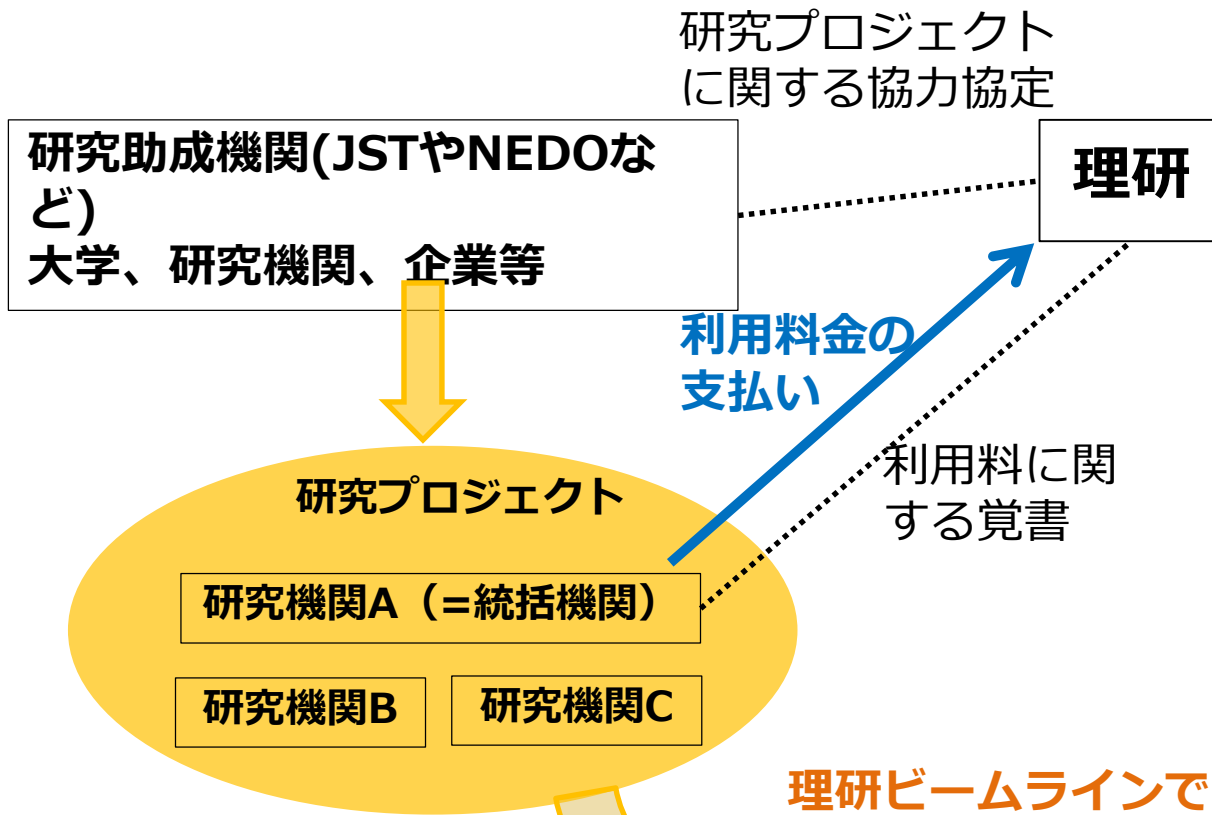 研究プロジェクト
に関する協力協定
研究助成機関(JSTやNEDOな
ど)
大学、研究機関、企業等
理研
利用料金の
支払い
利用料に関
する覚書
研究プロジェクト
研究機関A（=統括機関）
研究機関B
研究機関C
理研ビームラインで